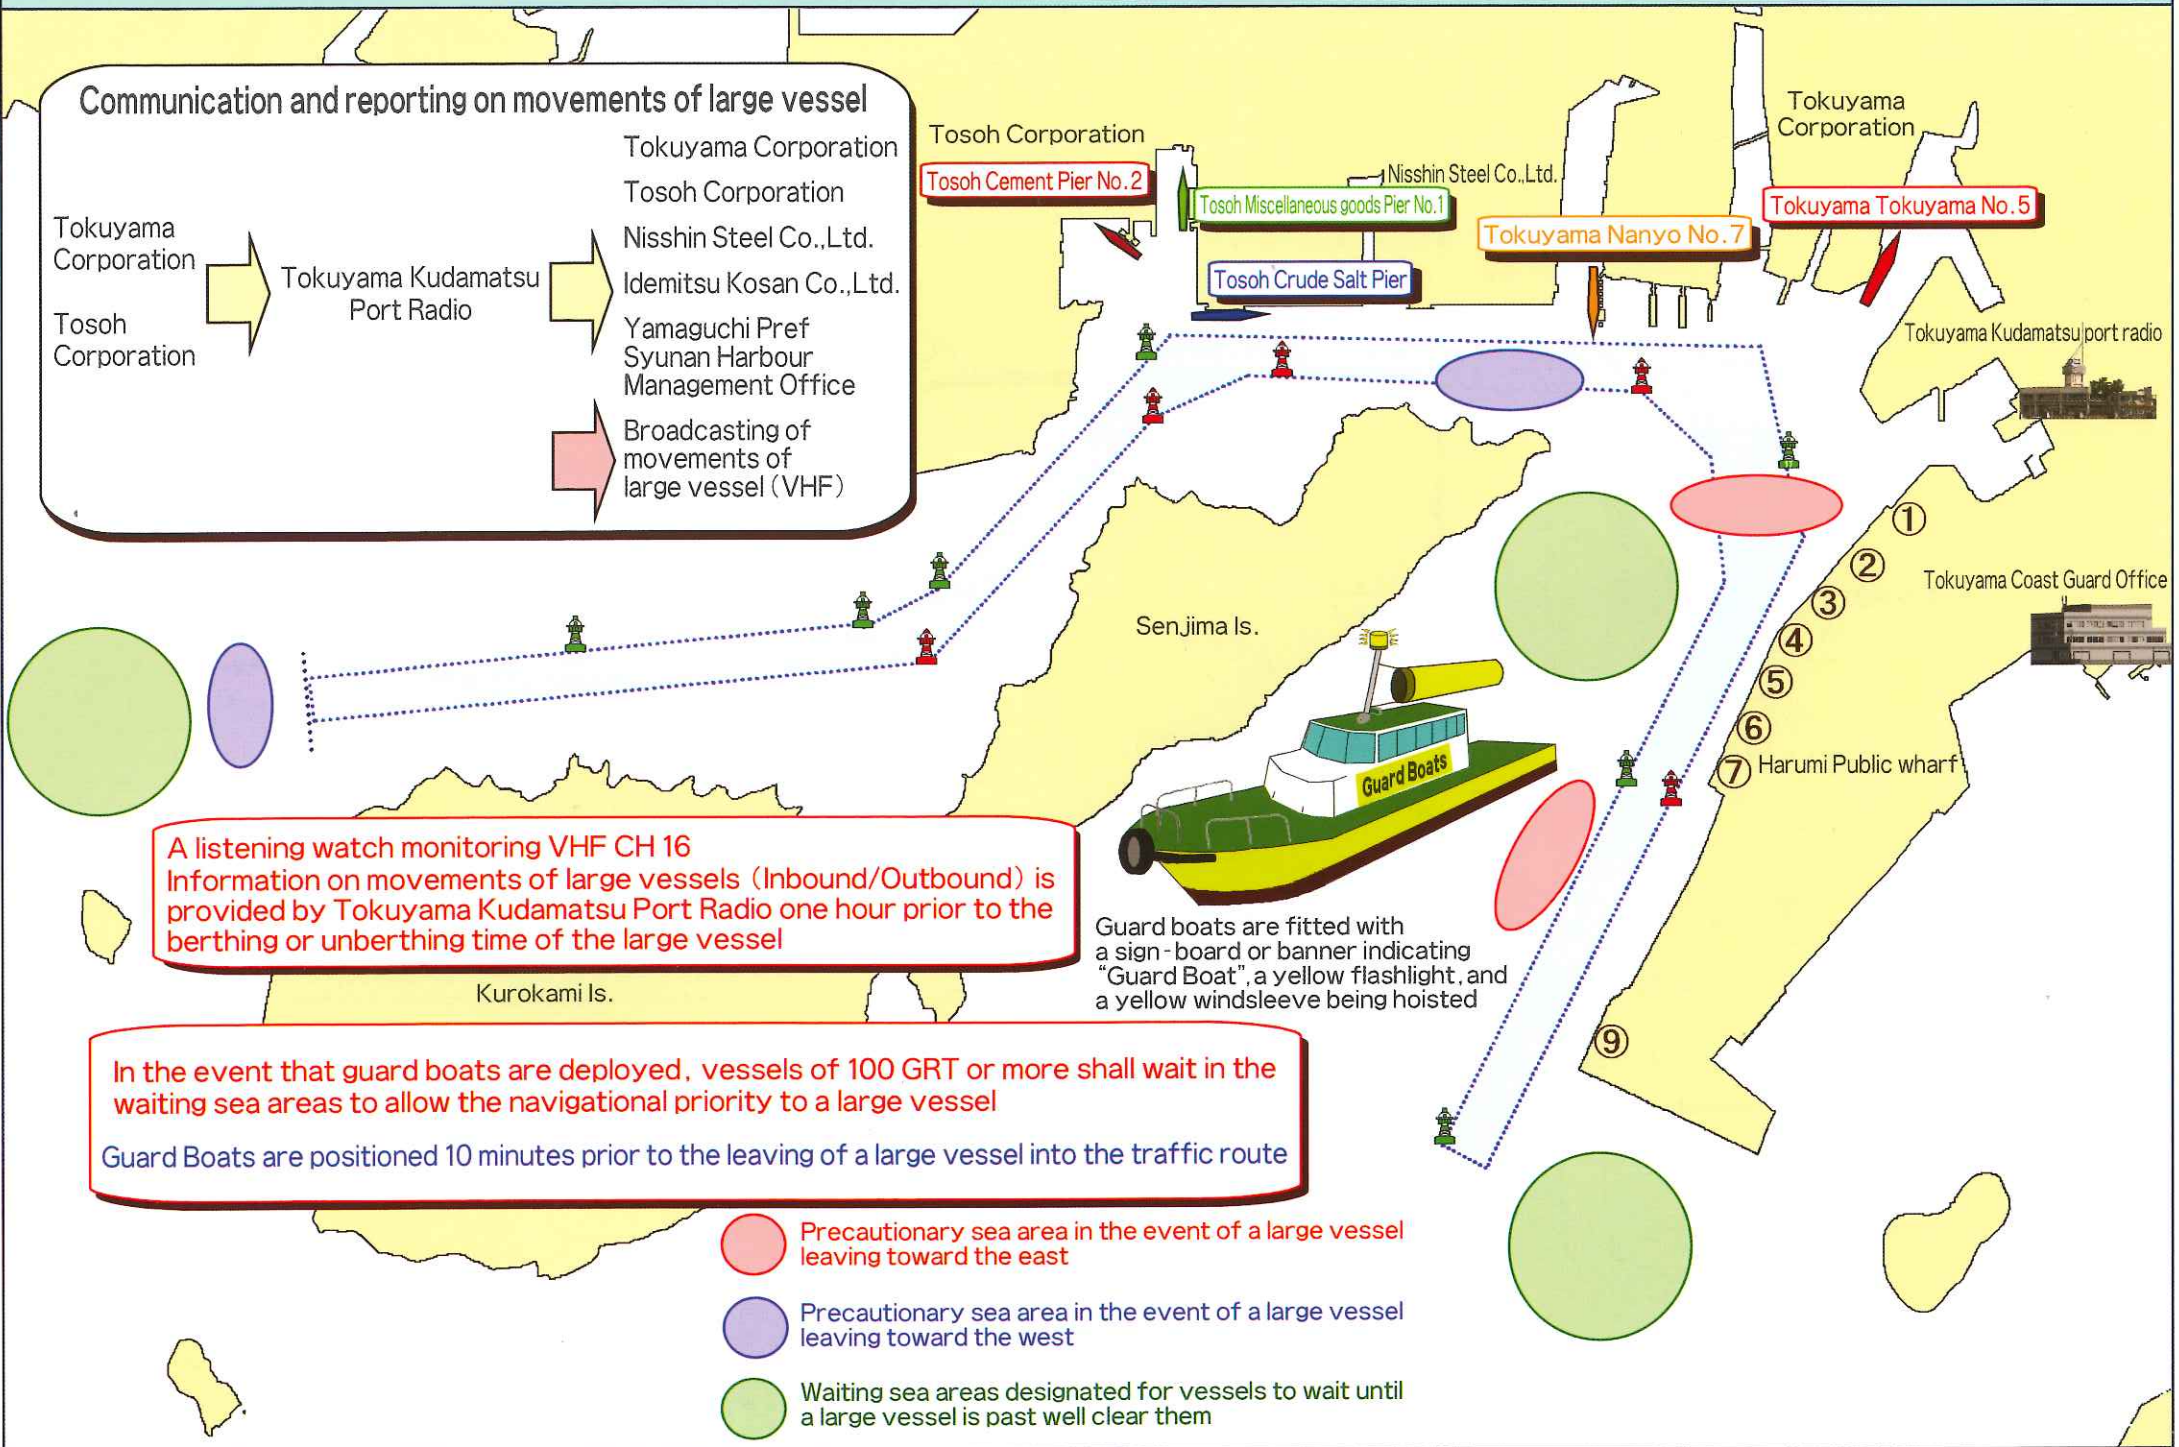 Communication and reporting on movements of large vessel
Tokuyama
Corporation
Tosoh
Corporation
Tokuyama Kudamatsu
Port Radio
Tokuyama Corporation
Tosoh Corporation
Nisshin Steel Co.,Ltd.
Idemitsu Kosan Co.,Ltd.
Yamaguchi Pref
Syunan Harbour
Management Office
Broadcasting of
movements of
large vessel (VHF)
Tosoh Corporation
Tosoh Cement Pier No.2
Nisshin Steel Co.,Ltd.
Tosoh Miscellaneous goods Pier No.1
Tosoh Crude Salt Pier
Tokuyama Nanyo No.7
Tokuyama
Corporation
Tokuyama Tokuyama No.5
Tokuyama Kudamatsu port radio
①
②
③
④
⑤
⑥
⑦ Harumi Public wharf
⑨
Tokuyama Coast Guard Office
Senjima Is.
Guard Boats
Guard boats are fitted with
a sign-board or banner indicating
"Guard Boat", a yellow flashlight, and
a yellow windsleeve being hoisted
A listening watch monitoring VHF CH 16
Information on movements of large vessels (Inbound/Outbound) is
provided by Tokuyama Kudamatsu Port Radio one hour prior to the
berthing or unberthing time of the large vessel
Kurokami Is.
In the event that guard boats are deployed, vessels of 100 GRT or more shall wait in the
waiting sea areas to allow the navigational priority to a large vessel
Guard Boats are positioned 10 minutes prior to the leaving of a large vessel into the traffic route
Precautionary sea area in the event of a large vessel
leaving toward the east
Precautionary sea area in the event of a large vessel
leaving toward the west
Waiting sea areas designated for vessels to wait until
a large vessel is past well clear them